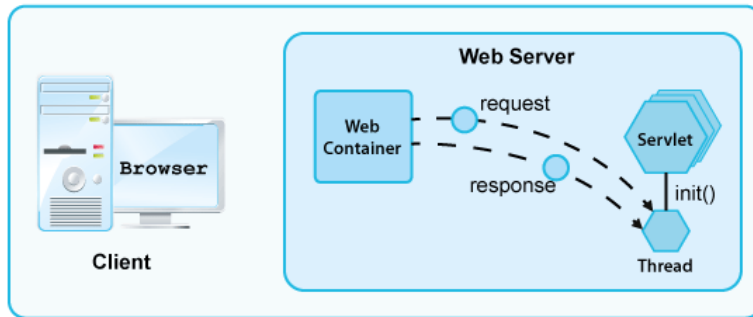 Web Server
request
Web
Container
Servlet
Browser
response
init()
Client
Thread